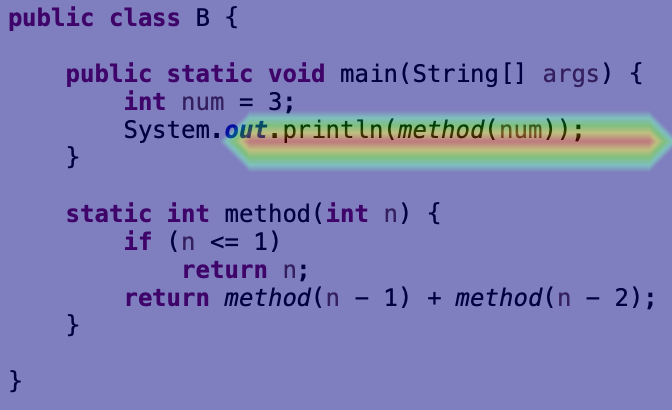 public class B {
public static void main(String[] args) {
int num = 3;
System.out.println(method(num));
}
static int method(int n) {
if (n <= 1)
return n;
return method(n - 1) + method(n - 2);
}
}